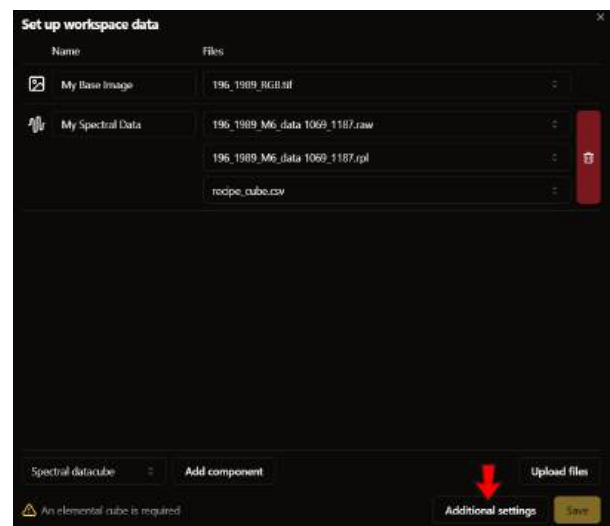 Set up workspace data
Name Files
My Base Image 196_1989_RGB.tif
My Spectral Data 196_1989_M6_data 1069_1187.raw
196_1989_M6_data 1069_1187.rpl
recipe_cube.csv
Spectral datacube Add component Upload files
An elemental cube is required Additional settings Save